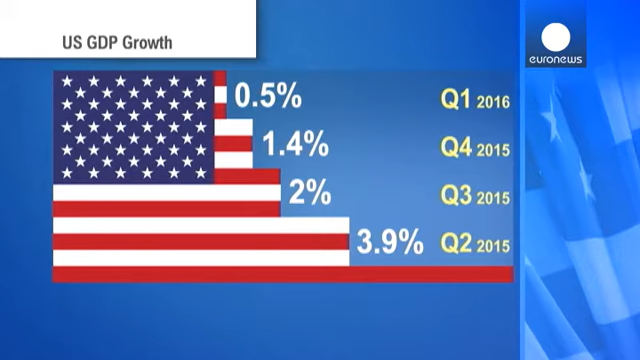 US GDP Growth
euronews
0.5% Q1 2016
1.4% Q4 2015
2% Q3 2015
3.9% Q2 2015